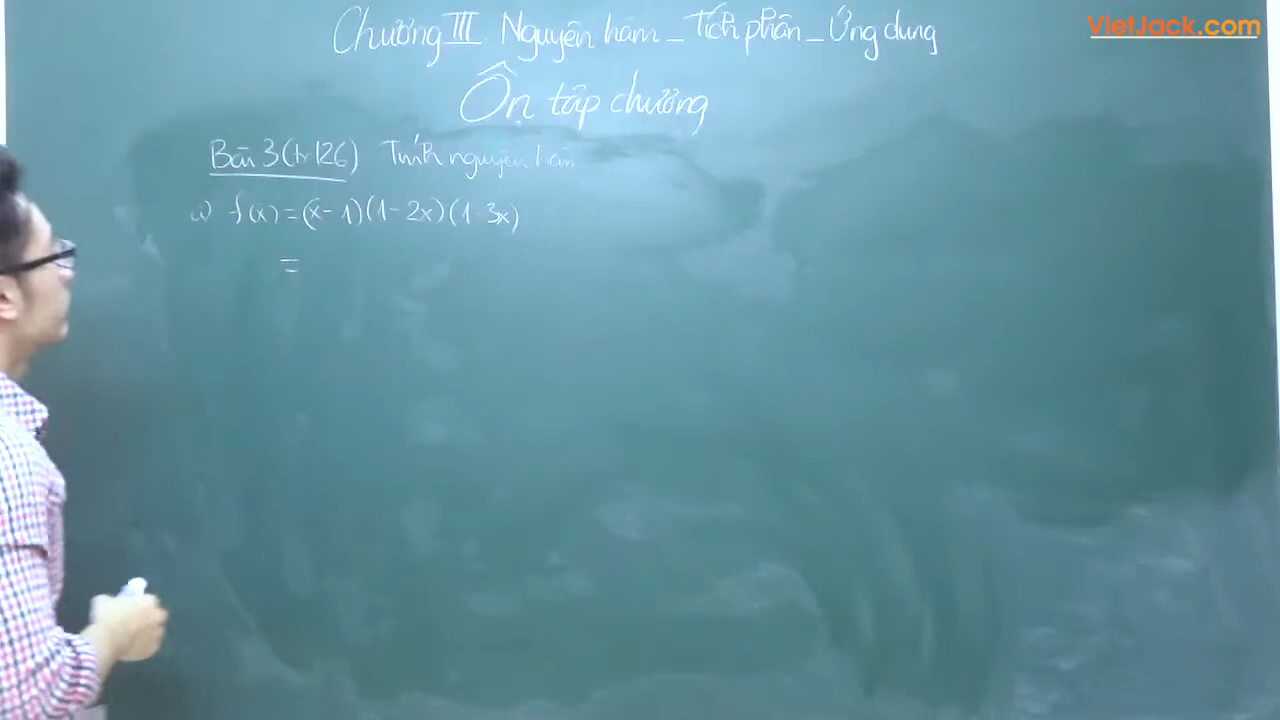 VietJack.com
Chương III. Nguyên hàm _ Tích phân _ Ứng dụng
Ôn tập chương
Bài 3 (tr 126) Tính nguyên hàm
a) f(x) = (x - 1)(1 - 2x)(1 - 3x)
=